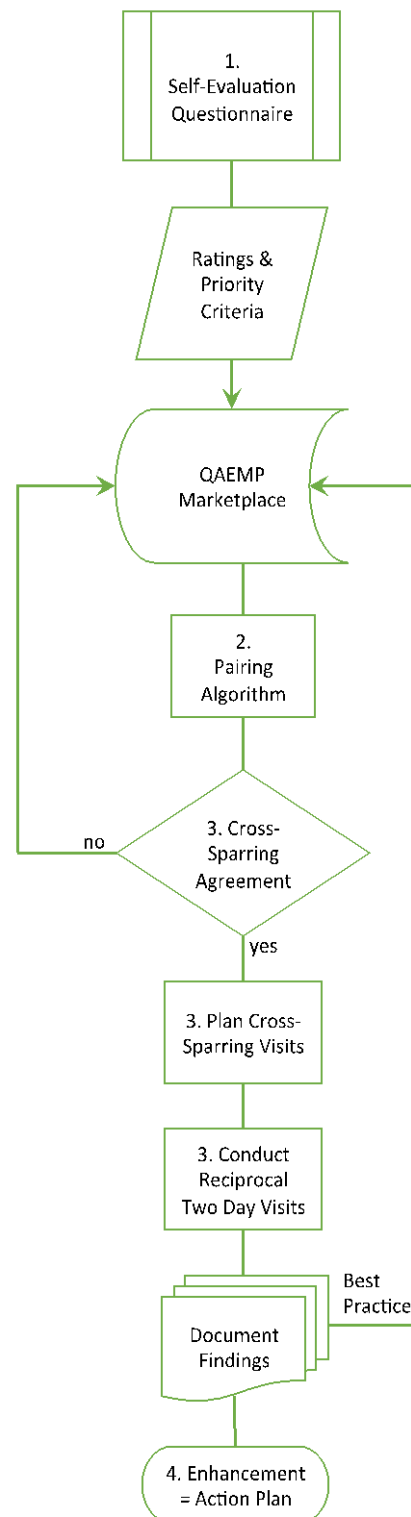 1.
Self-Evaluation
Questionnaire
Ratings &
Priority
Criteria
QAEMP
Marketplace
2.
Pairing
Algorithm
3. Cross-
Sparring
Agreement
no
yes
3. Plan Cross-
Sparring Visits
3. Conduct
Reciprocal
Two Day Visits
Best
Practice
Document
Findings
4. Enhancement
= Action Plan